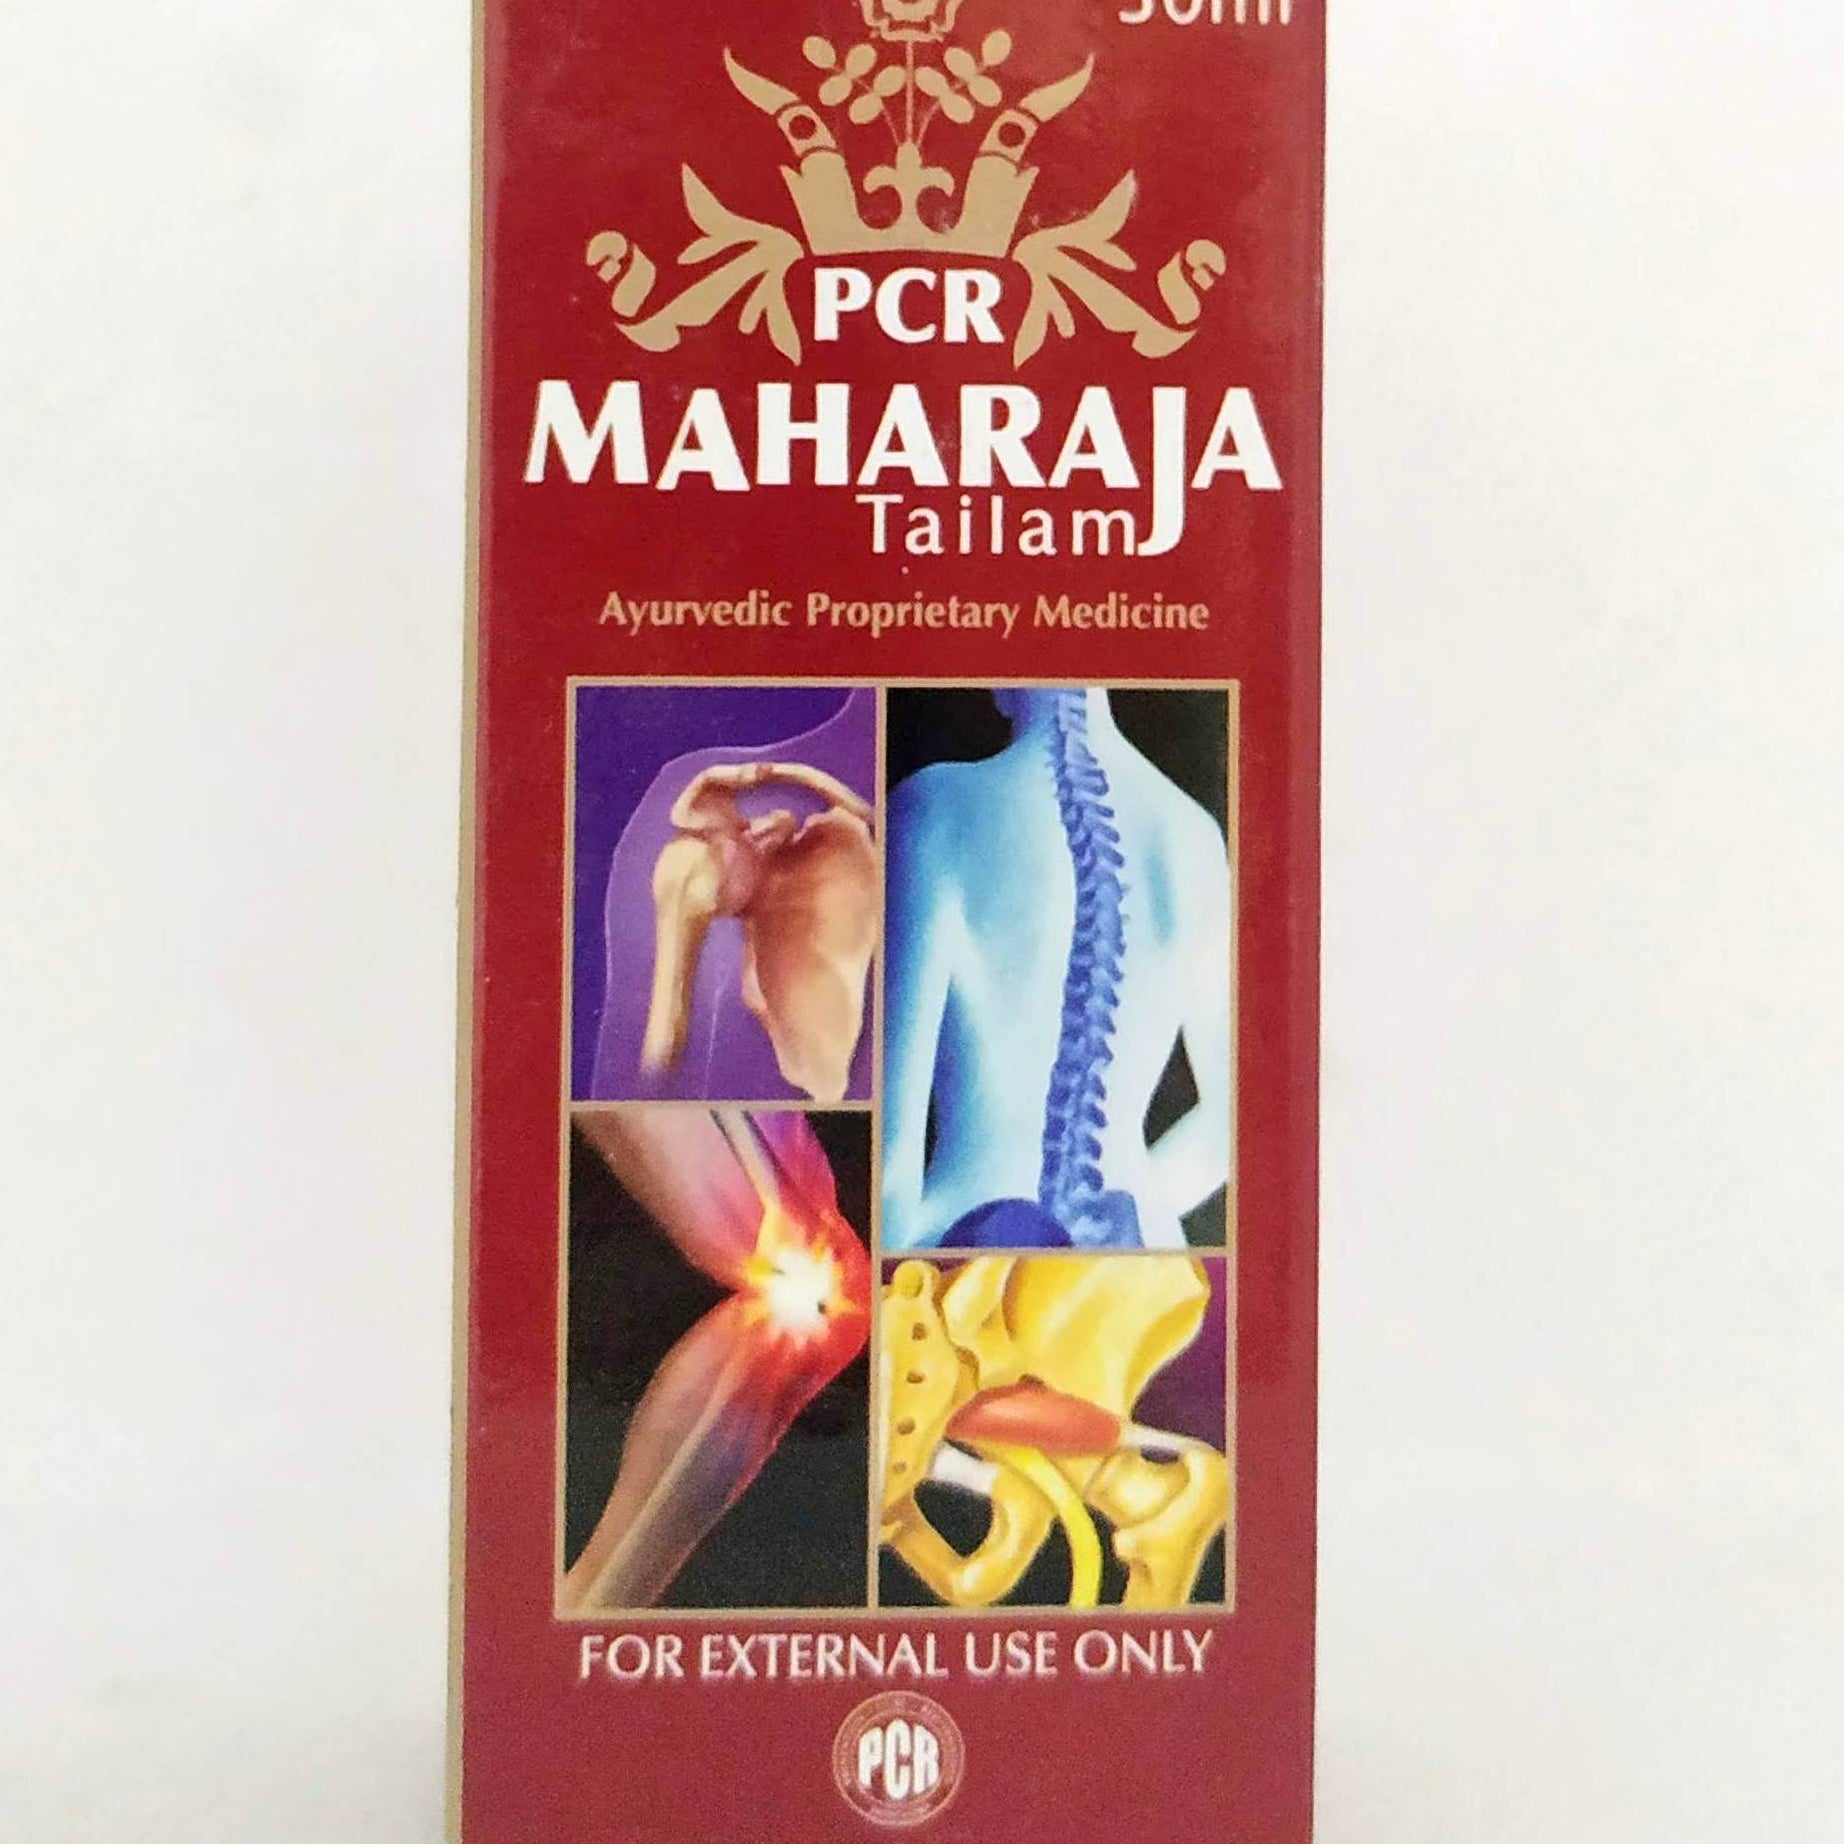 PCR
MAHARAJA
Tailam
Ayurvedic Proprietary Medicine
FOR EXTERNAL USE ONLY
PCR